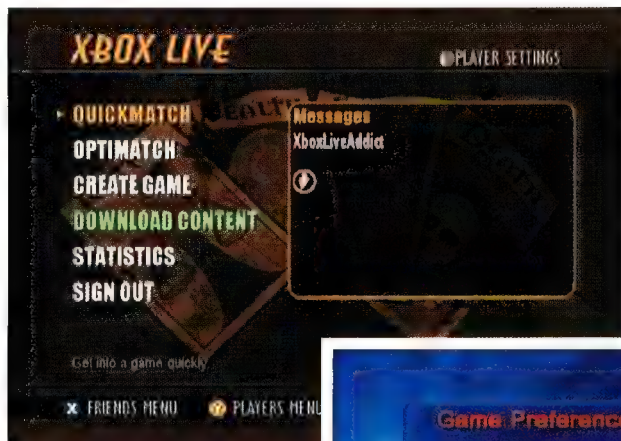 XBOX LIVE
PLAYER SETTINGS
QUICKMATCH
OPTIMATCH
CREATE GAME
DOWNLOAD CONTENT
STATISTICS
SIGN OUT
Messages
XboxLiveAddict
Get into a game quickly
X FRIENDS MENU
Y PLAYERS MENU
Game Preferenc